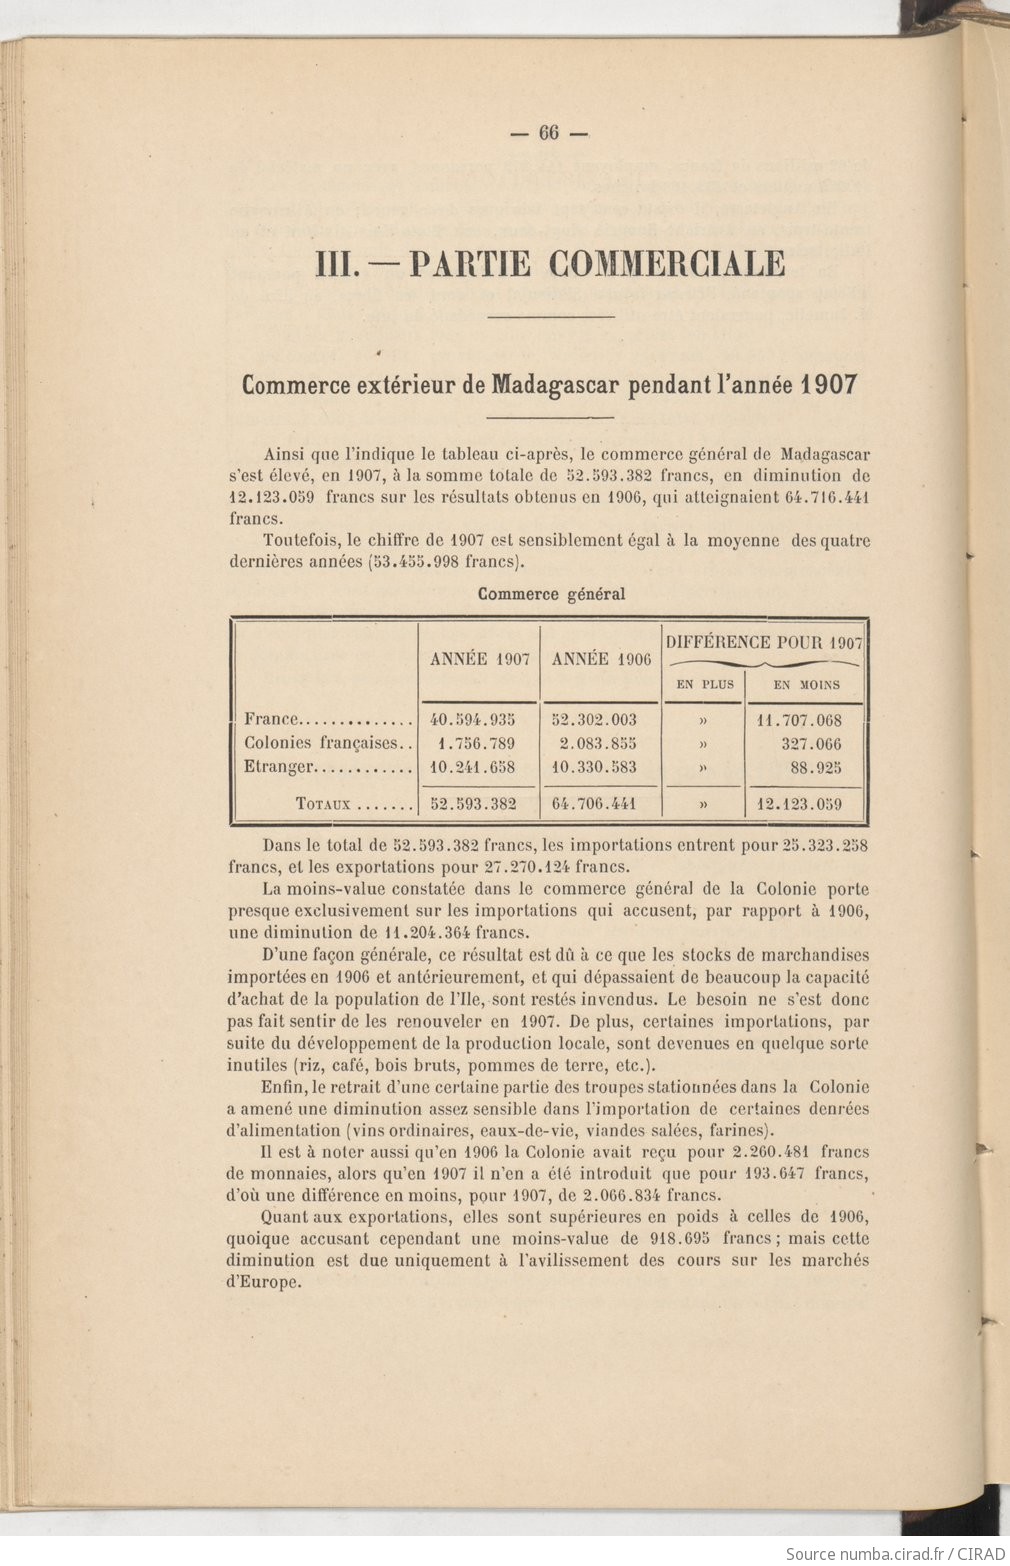 — 66 —
III. — PARTIE COMMERCIALE
Commerce extérieur de Madagascar pendant l'année 1907
Ainsi que l'indique le tableau ci-après, le commerce général de Madagascar
s'est élevé, en 1907, à la somme totale de 52.593.382 francs, en diminution de
12.123.059 francs sur les résultats obtenus en 1906, qui atteignaient 64.716.441
francs.
Toutefois, le chiffre de 1907 est sensiblement égal à la moyenne des quatre
dernières années (53.455.998 francs).
Commerce général
ANNÉE 1907 ANNÉE 1906 DIFFÉRENCE POUR 1907
EN PLUS EN MOINS
France.............. 40.594.935 52.302.003 » 11.707.068
Colonies françaises.. 1.756.789 2.083.855 » 327.066
Etranger............ 10.241.658 10.330.583 » 88.925
TOTAUX ....... 52.593.382 64.706.441 » 12.123.059
Dans le total de 52.593.382 francs, les importations entrent pour 25.323.258
francs, et les exportations pour 27.270.124 francs.
La moins-value constatée dans le commerce général de la Colonie porte
presque exclusivement sur les importations qui accusent, par rapport à 1906,
une diminution de 11.204.364 francs.
D'une façon générale, ce résultat est dû à ce que les stocks de marchandises
importées en 1906 et antérieurement, et qui dépassaient de beaucoup la capacité
d'achat de la population de l'Ile, sont restés invendus. Le besoin ne s'est donc
pas fait sentir de les renouveler en 1907. De plus, certaines importations, par
suite du développement de la production locale, sont devenues en quelque sorte
inutiles (riz, café, bois bruts, pommes de terre, etc.).
Enfin, le retrait d'une certaine partie des troupes stationnées dans la Colonie
a amené une diminution assez sensible dans l'importation de certaines denrées
d'alimentation (vins ordinaires, eaux-de-vie, viandes salées, farines).
Il est à noter aussi qu'en 1906 la Colonie avait reçu pour 2.260.481 francs
de monnaies, alors qu'en 1907 il n'en a été introduit que pour 193.647 francs,
d'où une différence en moins, pour 1907, de 2.066.834 francs.
Quant aux exportations, elles sont supérieures en poids à celles de 1906,
quoique accusant cependant une moins-value de 918.695 francs ; mais cette
diminution est due uniquement à l'avilissement des cours sur les marchés
d'Europe.
Source numba.cirad.fr / CIRAD